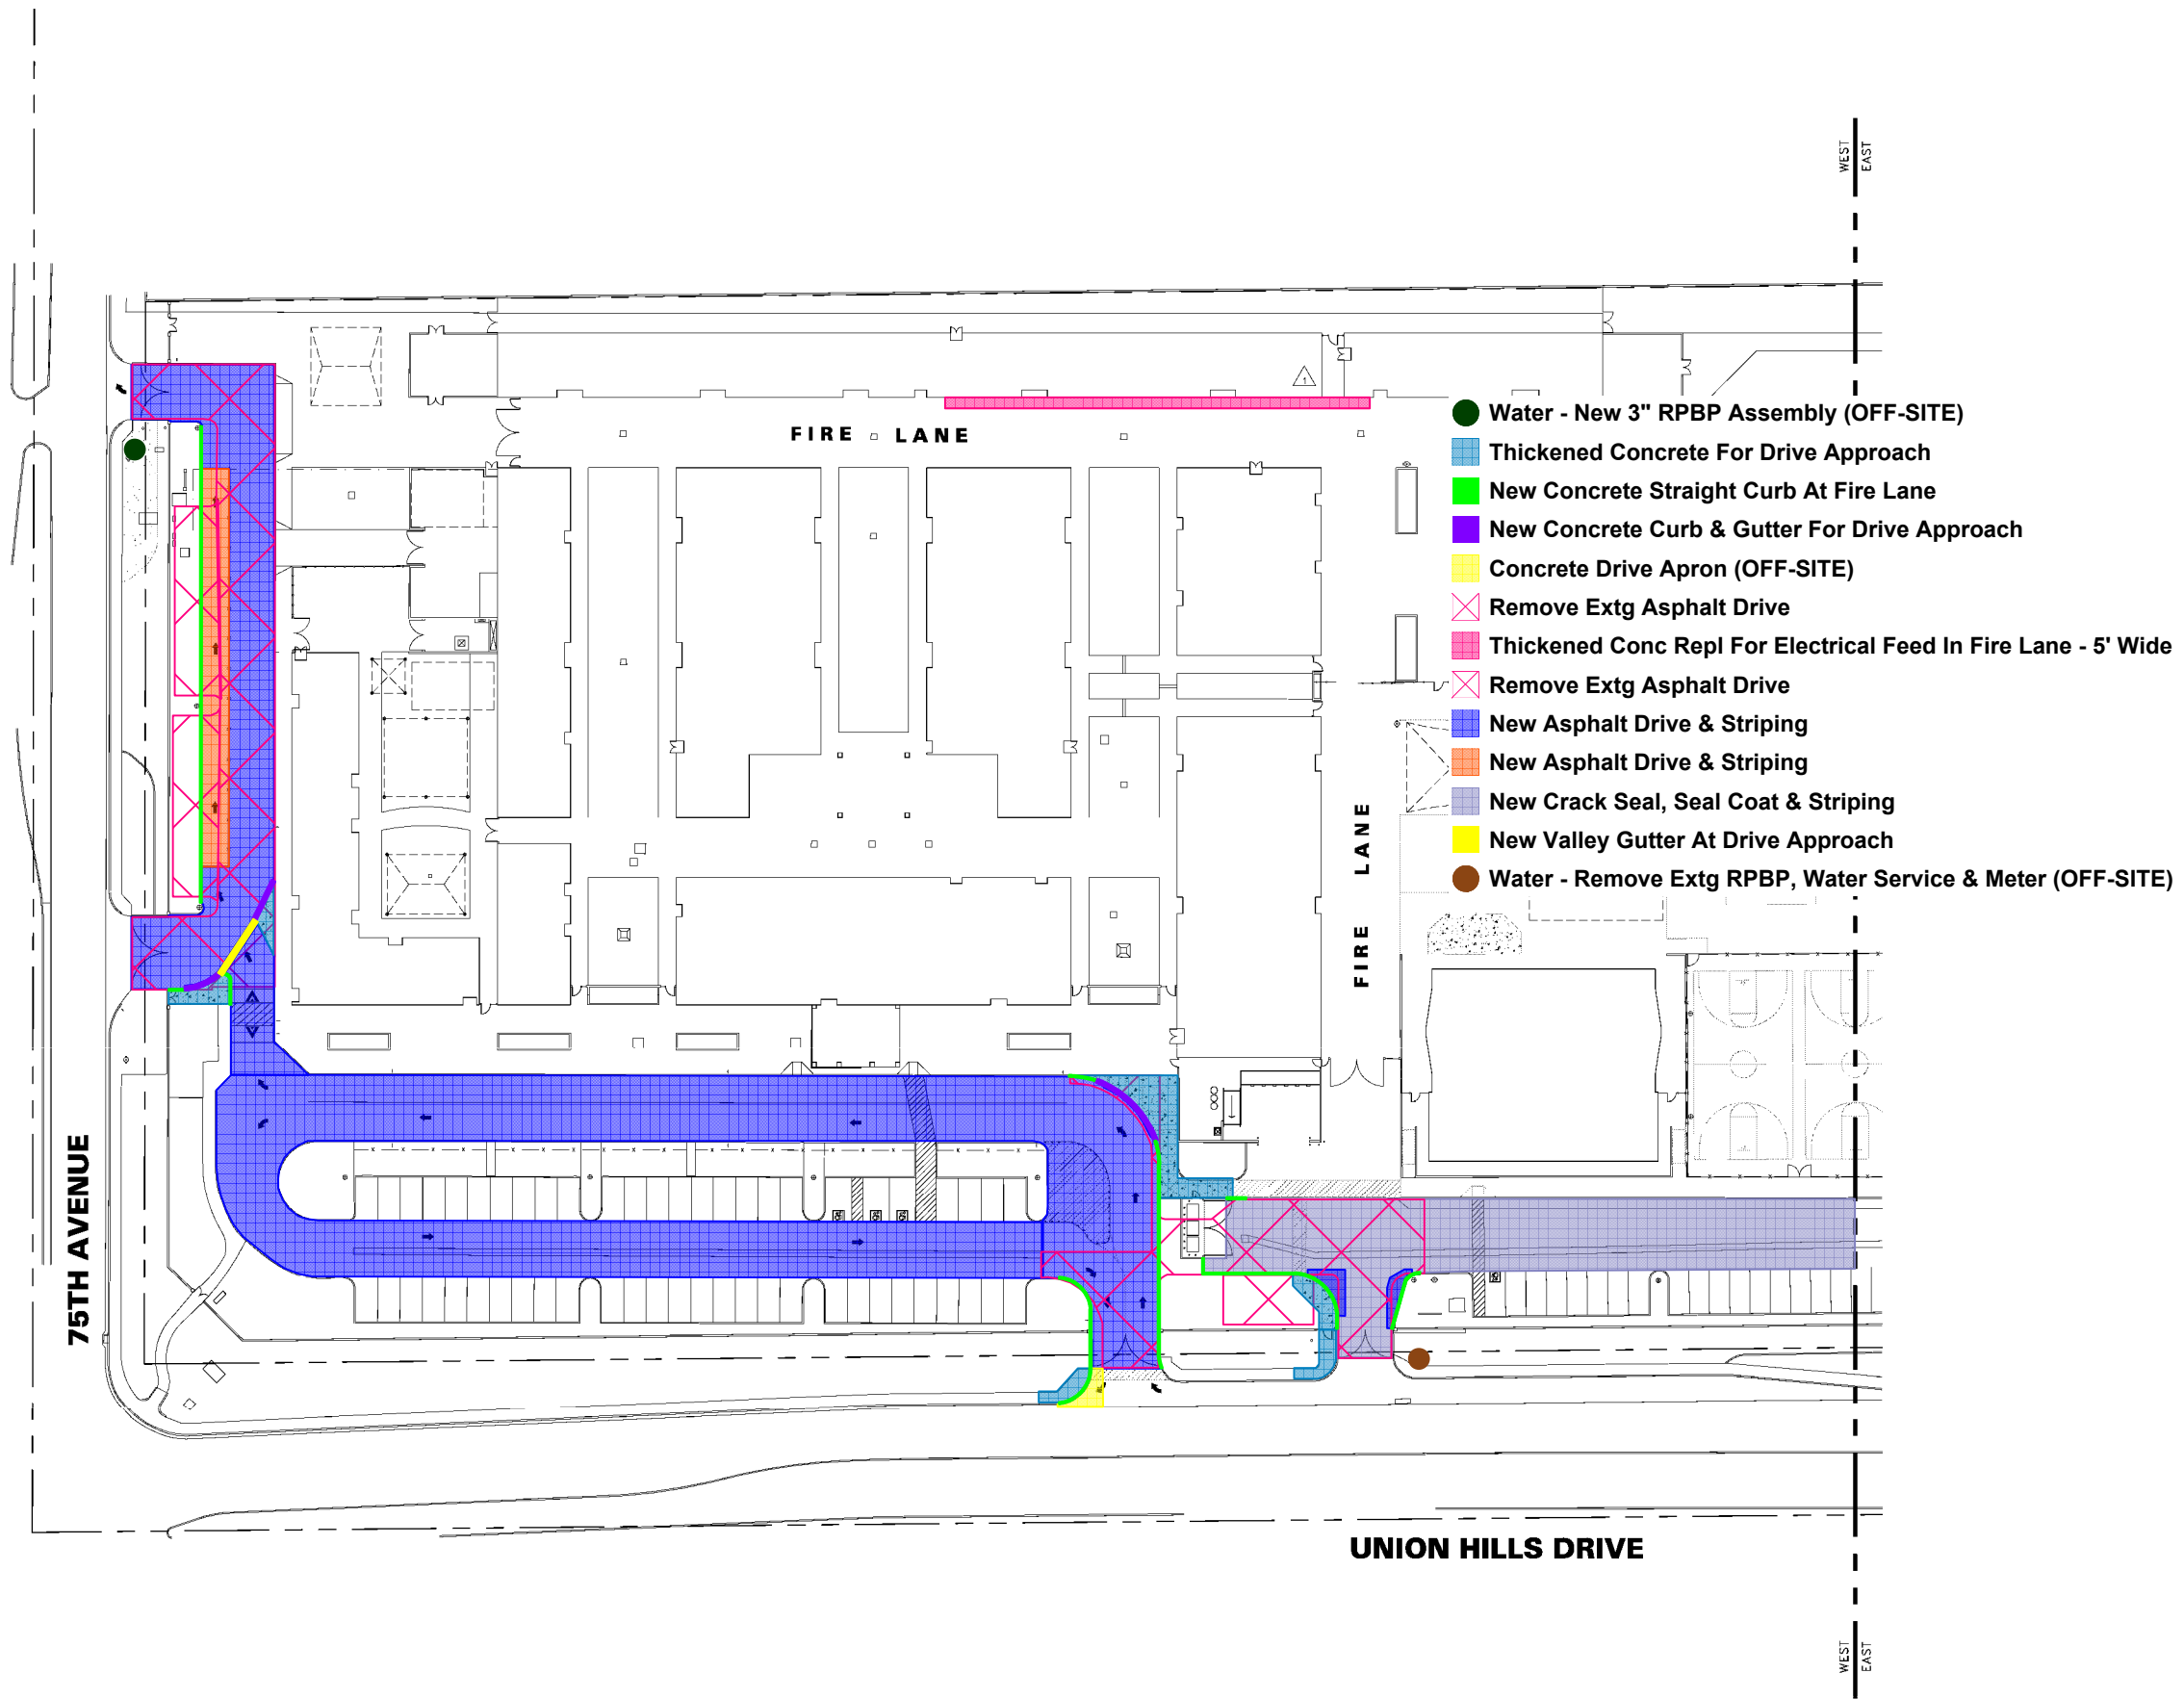 WEST
EAST
FIRE LANE
1
Water - New 3" RPBP Assembly (OFF-SITE)
Thickened Concrete For Drive Approach
New Concrete Straight Curb At Fire Lane
New Concrete Curb & Gutter For Drive Approach
Concrete Drive Apron (OFF-SITE)
Remove Extg Asphalt Drive
Thickened Conc Repl For Electrical Feed In Fire Lane - 5' Wide
Remove Extg Asphalt Drive
New Asphalt Drive & Striping
New Asphalt Drive & Striping
New Crack Seal, Seal Coat & Striping
New Valley Gutter At Drive Approach
Water - Remove Extg RPBP, Water Service & Meter (OFF-SITE)
FIRE LANE
75TH AVENUE
UNION HILLS DRIVE
WEST
EAST